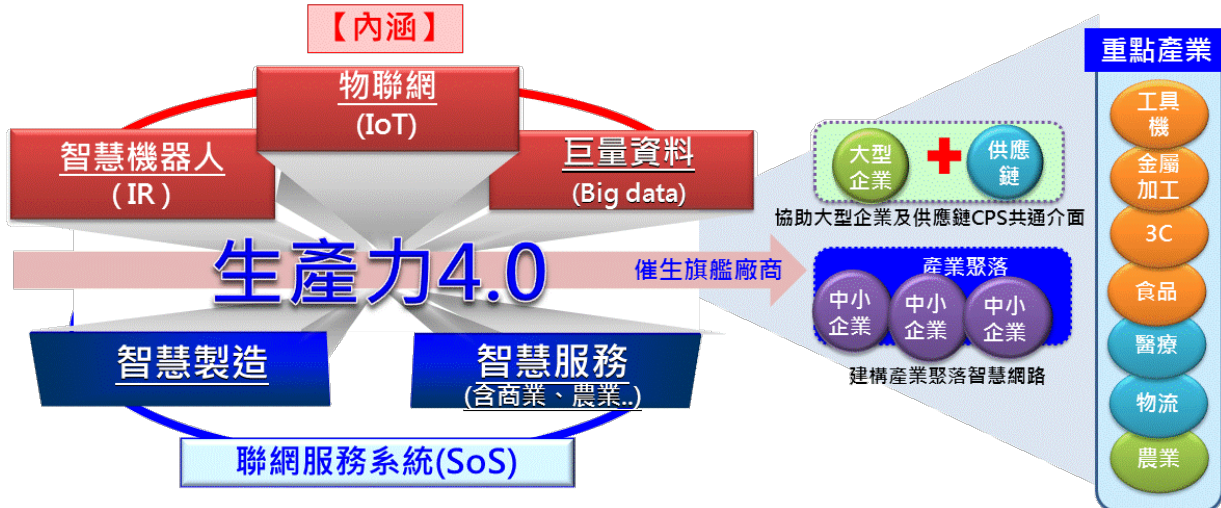 【內涵】
物聯網
(IoT)
智慧機器人
( IR )
巨量資料
(Big data)
生產力4.0
催生旗艦廠商
智慧製造
智慧服務
(含商業、農業..)
聯網服務系統(SoS)
大型
企業
供應
鏈
協助大型企業及供應鏈CPS共通介面
產業聚落
中小
企業
中小
企業
中小
企業
建構產業聚落智慧網路
重點產業
工具
機
金屬
加工
3C
食品
醫療
物流
農業